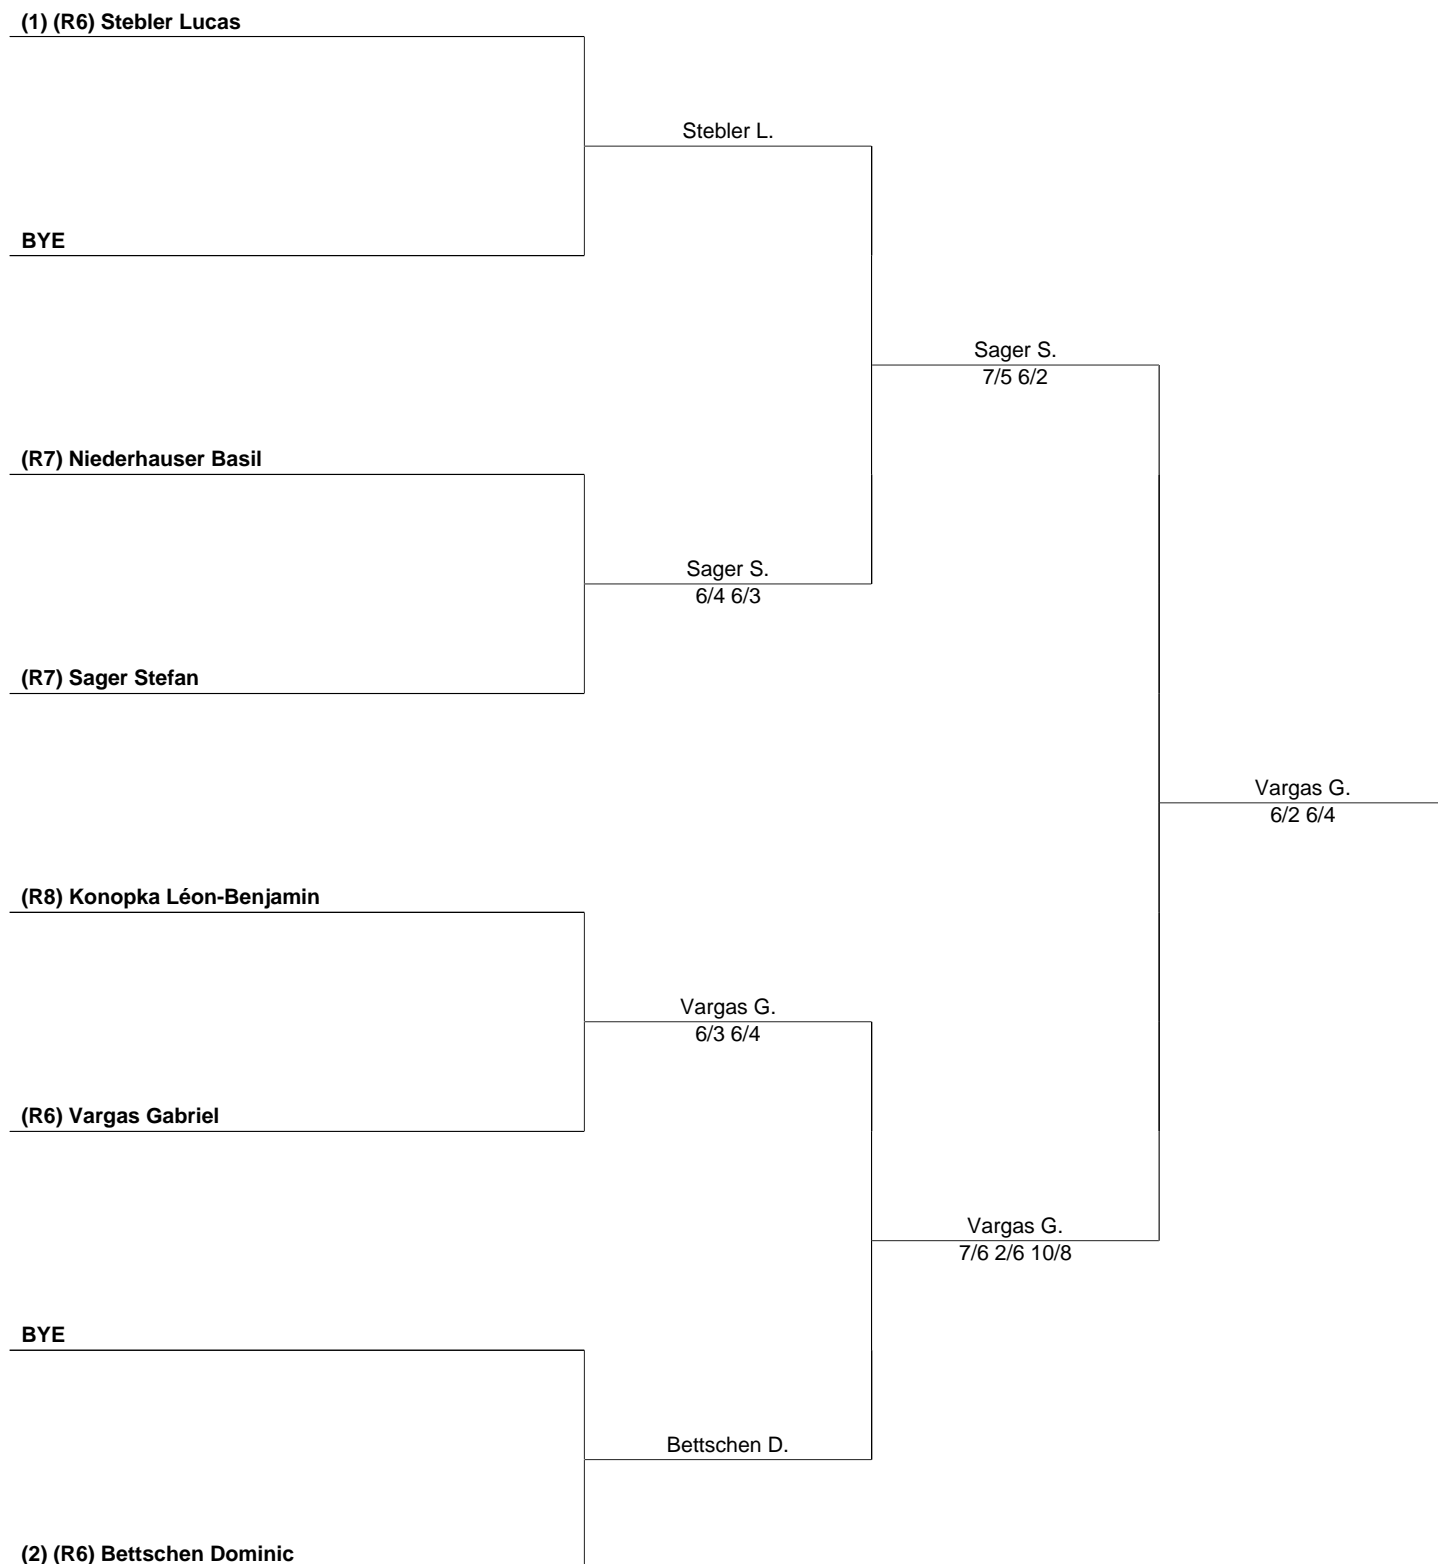 (1) (R6) Stebler Lucas
Stebler L.
BYE
Sager S.
7/5 6/2
(R7) Niederhauser Basil
Sager S.
6/4 6/3
(R7) Sager Stefan
Vargas G.
6/2 6/4
(R8) Konopka Léon-Benjamin
Vargas G.
6/3 6/4
(R6) Vargas Gabriel
Vargas G.
7/6 2/6 10/8
BYE
Bettschen D.
(2) (R6) Bettschen Dominic